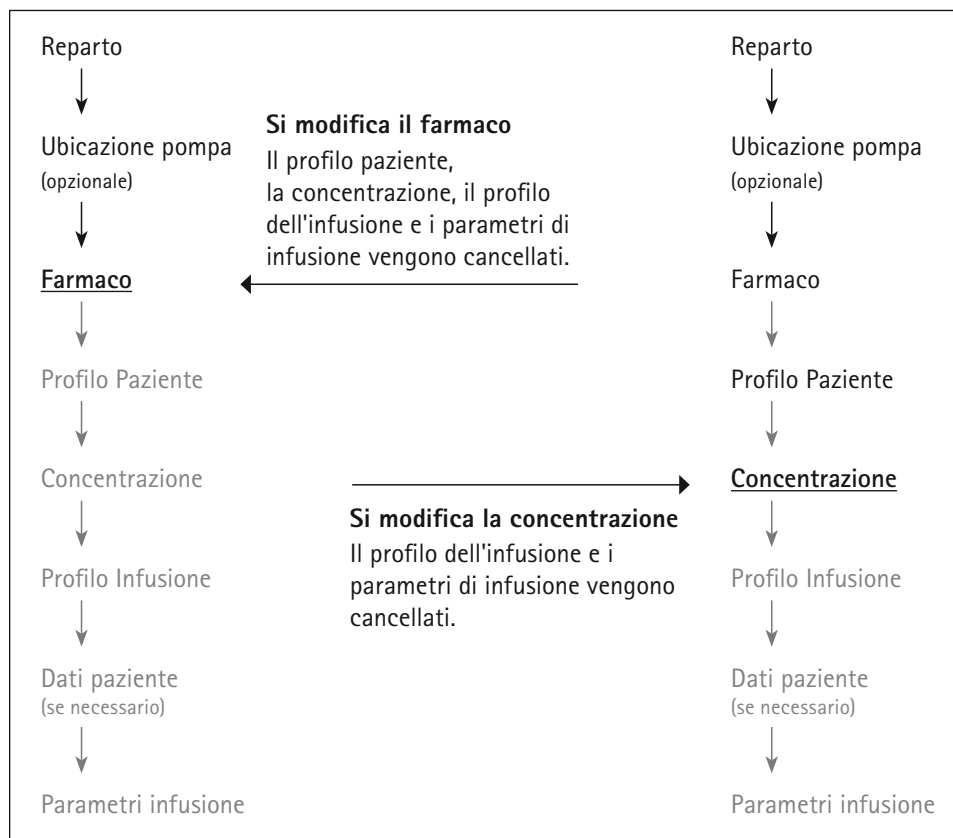 Reparto
Ubicazione pompa
(opzionale)
Farmaco
Profilo Paziente
Concentrazione
Profilo Infusione
Dati paziente
(se necessario)
Parametri infusione
Si modifica il farmaco
Il profilo paziente,
la concentrazione, il profilo
dell'infusione e i parametri di
infusione vengono cancellati.
Si modifica la concentrazione
Il profilo dell'infusione e i
parametri di infusione vengono
cancellati.
Reparto
Ubicazione pompa
(opzionale)
Farmaco
Profilo Paziente
Concentrazione
Profilo Infusione
Dati paziente
(se necessario)
Parametri infusione